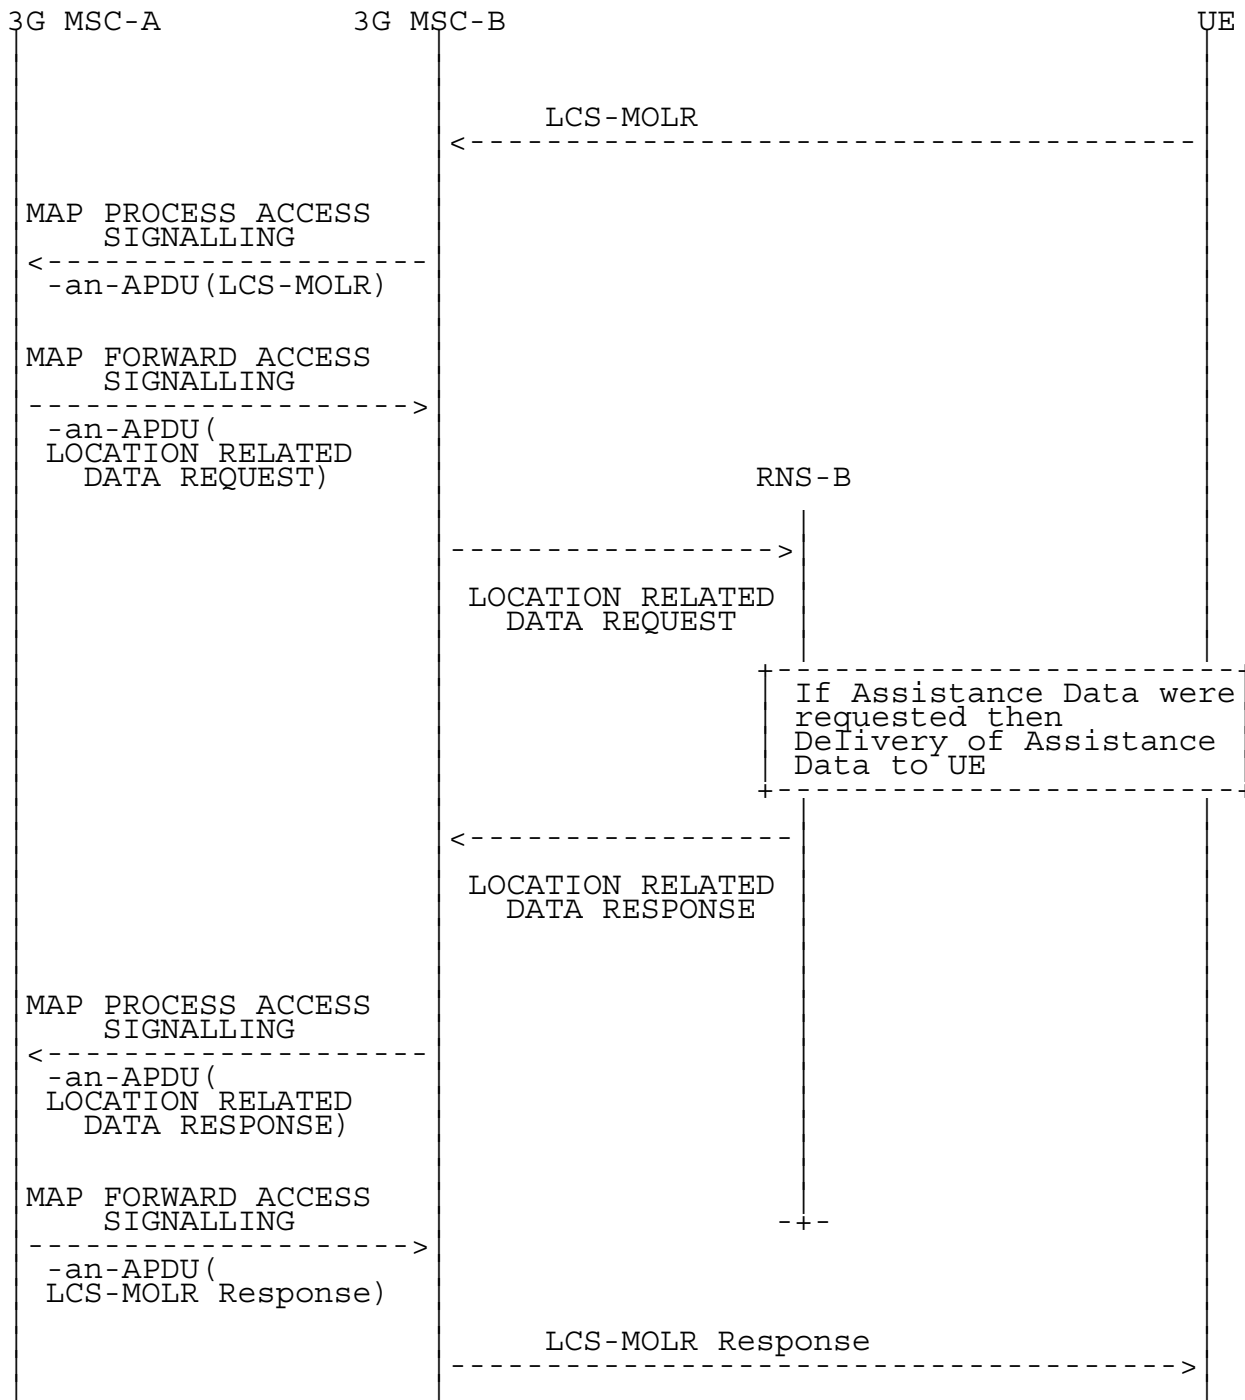 3G MSC-A 3G MSC-B UE
LCS-MOLR
MAP PROCESS ACCESS
SIGNALLING
-an-APDU(LCS-MOLR)
MAP FORWARD ACCESS
SIGNALLING
-an-APDU(
LOCATION RELATED
DATA REQUEST)
RNS-B
LOCATION RELATED
DATA REQUEST
If Assistance Data were
requested then
Delivery of Assistance
Data to UE
LOCATION RELATED
DATA RESPONSE
MAP PROCESS ACCESS
SIGNALLING
-an-APDU(
LOCATION RELATED
DATA RESPONSE)
MAP FORWARD ACCESS
SIGNALLING
-an-APDU(
LCS-MOLR Response)
LCS-MOLR Response